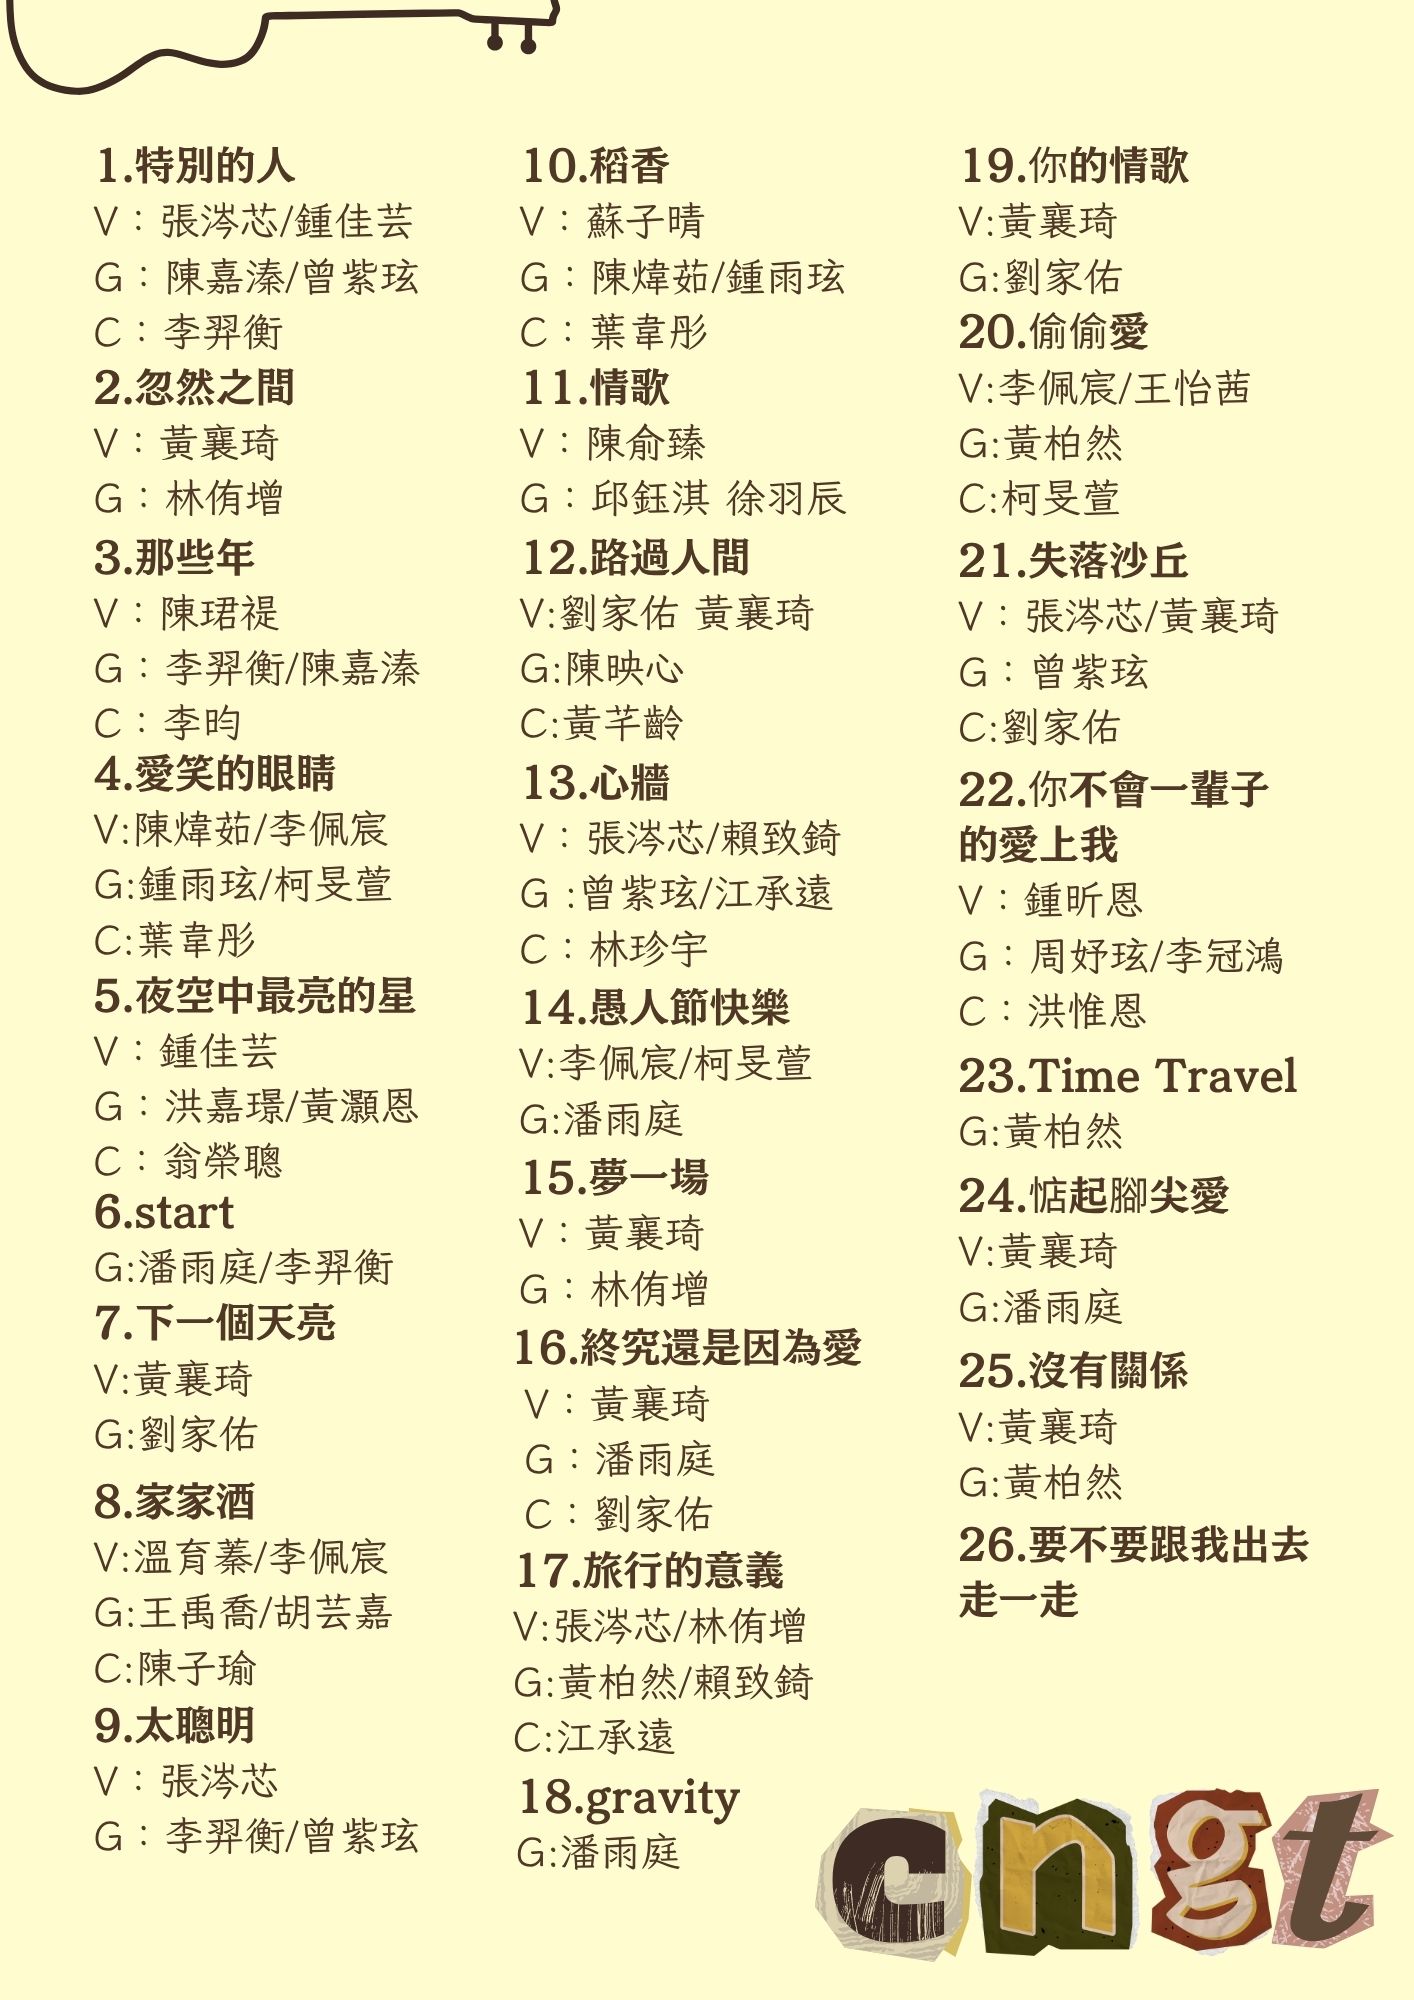 1.特別的人
V：張涔芯/鍾佳芸
G：陳嘉溱/曾紫玹
C：李羿衡
2.忽然之間
V：黃襄琦
G：林侑增
3.那些年
V：陳珺褆
G：李羿衡/陳嘉溱
C：李昀
4.愛笑的眼睛
V:陳煒茹/李佩宸
G:鍾雨玹/柯旻萱
C:葉韋彤
5.夜空中最亮的星
V：鍾佳芸
G：洪嘉璟/黃灝恩
C：翁榮聰
6.start
G:潘雨庭/李羿衡
7.下一個天亮
V:黃襄琦
G:劉家佑
8.家家酒
V:溫育蓁/李佩宸
G:王禹喬/胡芸嘉
C:陳子瑜
9.太聰明
V：張涔芯
G：李羿衡/曾紫玹
10.稻香
V：蘇子晴
G：陳煒茹/鍾雨玹
C：葉韋彤
11.情歌
V：陳俞臻
G：邱鈺淇 徐羽辰
12.路過人間
V:劉家佑 黃襄琦
G:陳映心
C:黃芊齡
13.心牆
V：張涔芯/賴致錡
G :曾紫玹/江承遠
C：林珍宇
14.愚人節快樂
V:李佩宸/柯旻萱
G:潘雨庭
15.夢一場
V：黃襄琦
G：林侑增
16.終究還是因為愛
V：黃襄琦
G：潘雨庭
C：劉家佑
17.旅行的意義
V:張涔芯/林侑增
G:黃柏然/賴致錡
C:江承遠
18.gravity
G:潘雨庭
19.你的情歌
V:黃襄琦
G:劉家佑
20.偷偷愛
V:李佩宸/王怡茜
G:黃柏然
C:柯旻萱
21.失落沙丘
V：張涔芯/黃襄琦
G：曾紫玹
C:劉家佑
22.你不會一輩子
的愛上我
V：鍾昕恩
G：周妤玹/李冠鴻
C：洪惟恩
23.Time Travel
G:黃柏然
24.惦起腳尖愛
V:黃襄琦
G:潘雨庭
25.沒有關係
V:黃襄琦
G:黃柏然
26.要不要跟我出去
走一走
engt